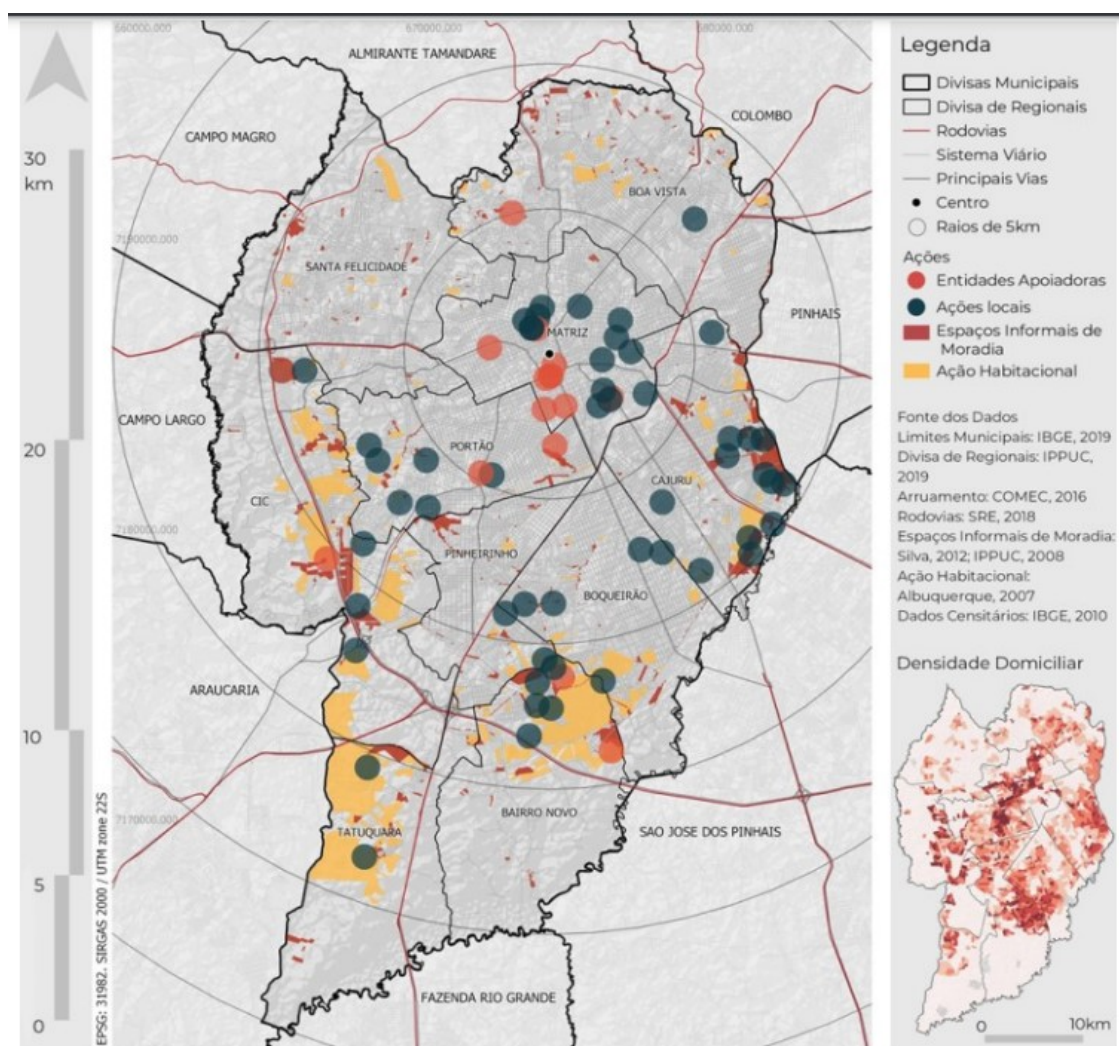 660000.000
670000.000
680000.000
ALMIRANTE TAMANDARE
COLOMBO
CAMPO MAGRO
30
km
BOA VISTA
7190000.000
SANTA FELICIDADE
PINHAIS
MATRIZ
CAMPO LARGO
20
PORTÃO
CAJURU
CIC
7180000.000
PINHEIRINHO
BOQUEIRÃO
ARAUCARIA
10
BAIRRO NOVO
SAO JOSE DOS PINHAIS
7170000.000
TATUQUARA
5
FAZENDA RIO GRANDE
0
EPSG: 31982. SIRGAS 2000 / UTM zone 22S
Legenda
Divisas Municipais
Divisa de Regionais
Rodovias
Sistema Viário
Principais Vias
Centro
Raios de 5km
Ações
Entidades Apoiadoras
Ações locais
Espaços Informais de
Moradia
Ação Habitacional
Fonte dos Dados
Limites Municipais: IBGE, 2019
Divisa de Regionais: IPPUC,
2019
Arruamento: COMEC, 2016
Rodovias: SRE, 2018
Espaços Informais de Moradia:
Silva, 2012; IPPUC, 2008
Ação Habitacional:
Albuquerque, 2007
Dados Censitários: IBGE, 2010
Densidade Domiciliar
0 10km